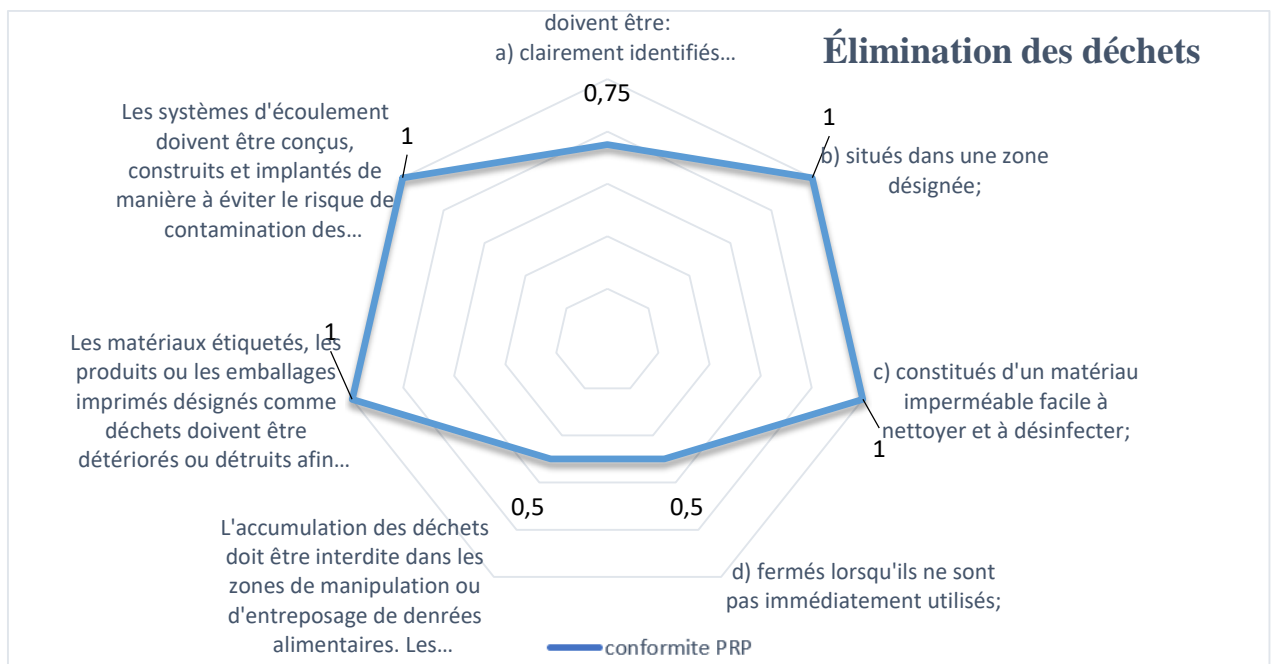 doivent être:
a) clairement identifiés…
Élimination des déchets
0,75
1
b) situés dans une zone
désignée;
1
c) constitués d'un matériau
imperméable facile à
nettoyer et à désinfecter;
0,5
d) fermés lorsqu'ils ne sont
pas immédiatement utilisés;
0,5
L'accumulation des déchets
doit être interdite dans les
zones de manipulation ou
d'entreposage de denrées
alimentaires. Les…
1
Les matériaux étiquetés, les
produits ou les emballages
imprimés désignés comme
déchets doivent être
détériorés ou détruits afin…
1
Les systèmes d'écoulement
doivent être conçus,
construits et implantés de
manière à éviter le risque de
contamination des…
conformite PRP